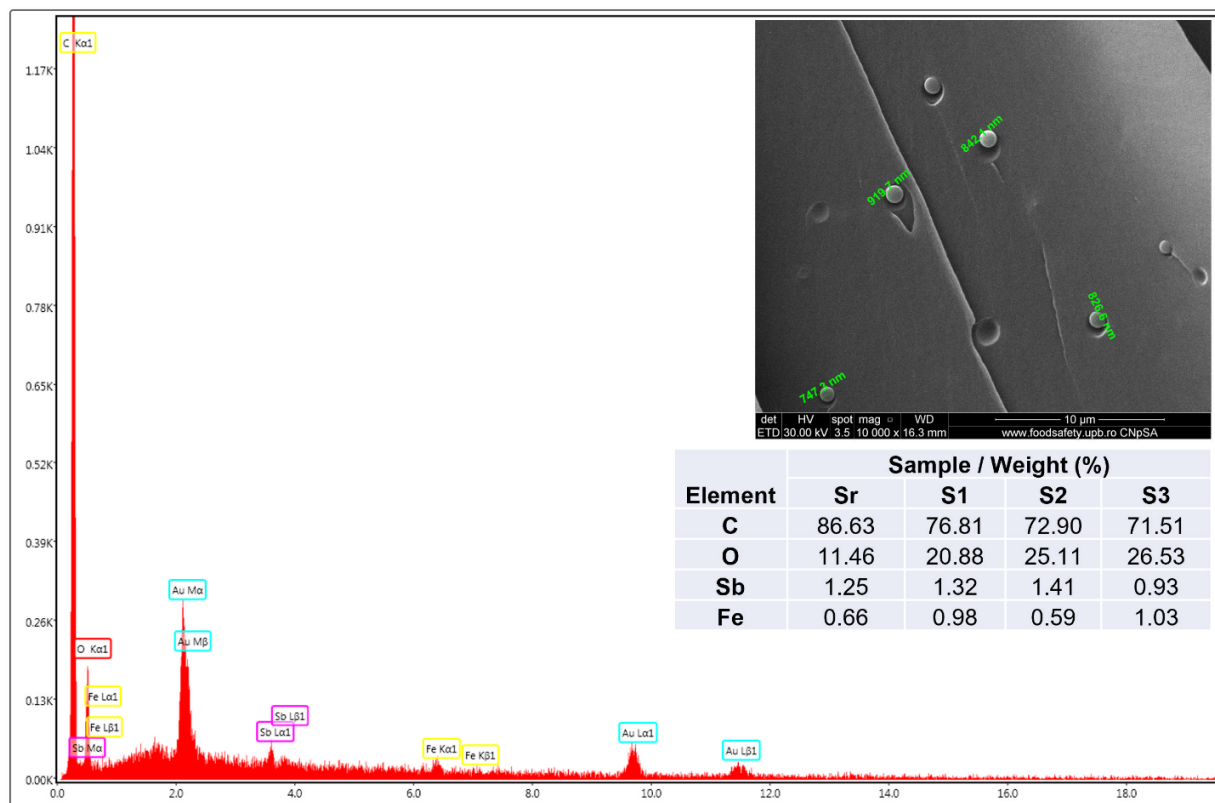 C Kα1
1.17K
1.04K
0.91K
0.78K
0.65K
0.52K
0.39K
0.26K
0.13K
0.00K
Au Mα
Au Mβ
O Kα1
Fe Lα1
Fe Lβ1
Sb Mα
Sb Lβ1
Sb Lα1
Fe Kα1
Fe Kβ1
Au Lα1
Au Lβ1
0.0 2.0 4.0 6.0 8.0 10.0 12.0 14.0 16.0 18.0
842.1 nm
919.7 nm
826.6 nm
747.3 nm
det HV spot mag □ WD 10 µm
ETD 30.00 kV 3.5 10 000 x 16.3 mm www.foodsafety.upb.ro CNpSA
Sample / Weight (%)
Element Sr S1 S2 S3
C 86.63 76.81 72.90 71.51
O 11.46 20.88 25.11 26.53
Sb 1.25 1.32 1.41 0.93
Fe 0.66 0.98 0.59 1.03